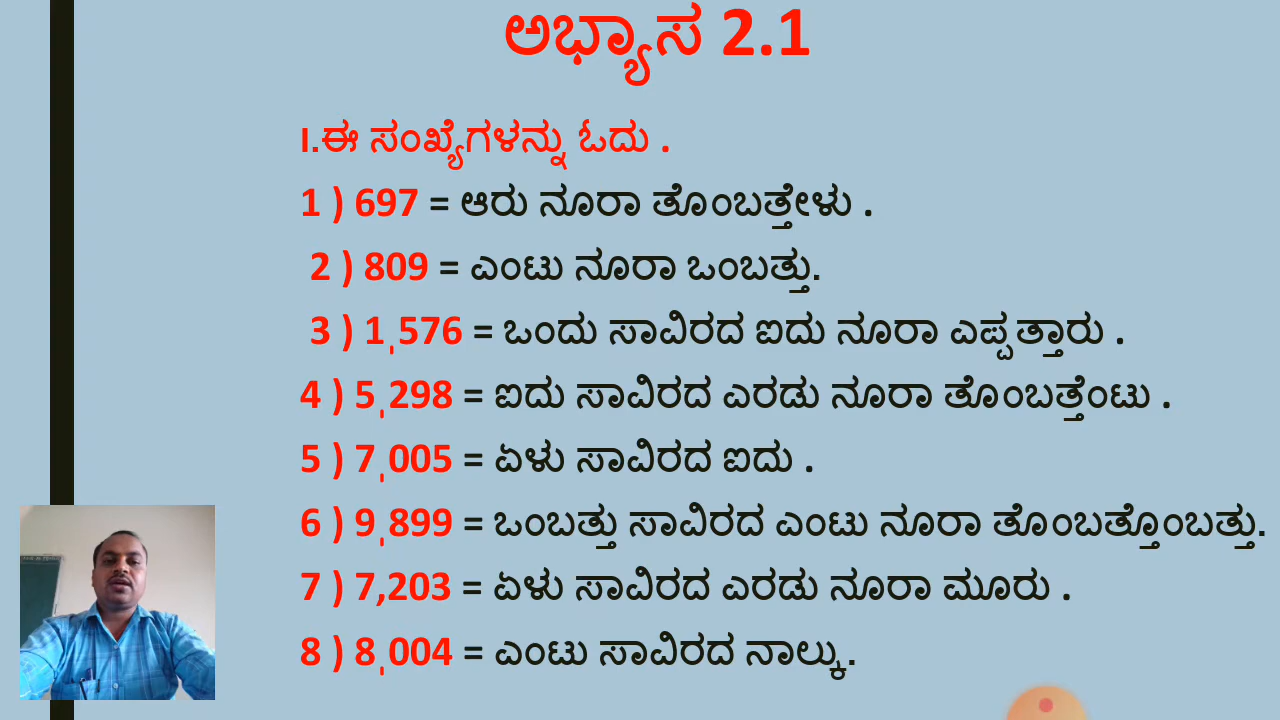 ಅಭ್ಯಾಸ 2.1
I.ಈ ಸಂಖ್ಯೆಗಳನ್ನು ಓದು .
1 ) 697 = ಆರು ನೂರಾ ತೊಂಬತ್ತೇಳು .
2 ) 809 = ಎಂಟು ನೂರಾ ಒಂಬತ್ತು.
3 ) 1,576 = ಒಂದು ಸಾವಿರದ ಐದು ನೂರಾ ಎಪ್ಪತ್ತಾರು .
4 ) 5,298 = ಐದು ಸಾವಿರದ ಎರಡು ನೂರಾ ತೊಂಬತ್ತೆಂಟು .
5 ) 7,005 = ಏಳು ಸಾವಿರದ ಐದು .
6 ) 9,899 = ಒಂಬತ್ತು ಸಾವಿರದ ಎಂಟು ನೂರಾ ತೊಂಬತ್ತೊಂಬತ್ತು.
7 ) 7,203 = ಏಳು ಸಾವಿರದ ಎರಡು ನೂರಾ ಮೂರು .
8 ) 8,004 = ಎಂಟು ಸಾವಿರದ ನಾಲ್ಕು.